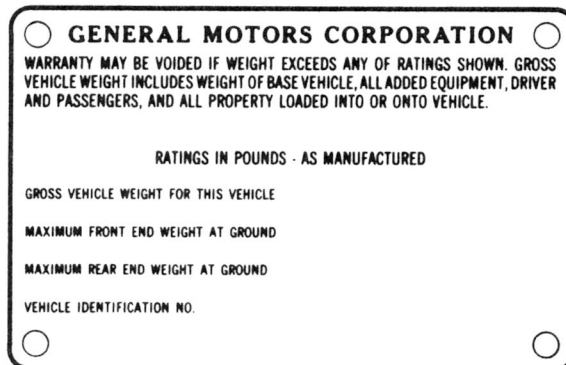 GENERAL MOTORS CORPORATION
WARRANTY MAY BE VOIDED IF WEIGHT EXCEEDS ANY OF RATINGS SHOWN. GROSS
VEHICLE WEIGHT INCLUDES WEIGHT OF BASE VEHICLE, ALL ADDED EQUIPMENT, DRIVER
AND PASSENGERS, AND ALL PROPERTY LOADED INTO OR ONTO VEHICLE.
RATINGS IN POUNDS - AS MANUFACTURED
GROSS VEHICLE WEIGHT FOR THIS VEHICLE
MAXIMUM FRONT END WEIGHT AT GROUND
MAXIMUM REAR END WEIGHT AT GROUND
VEHICLE IDENTIFICATION NO.